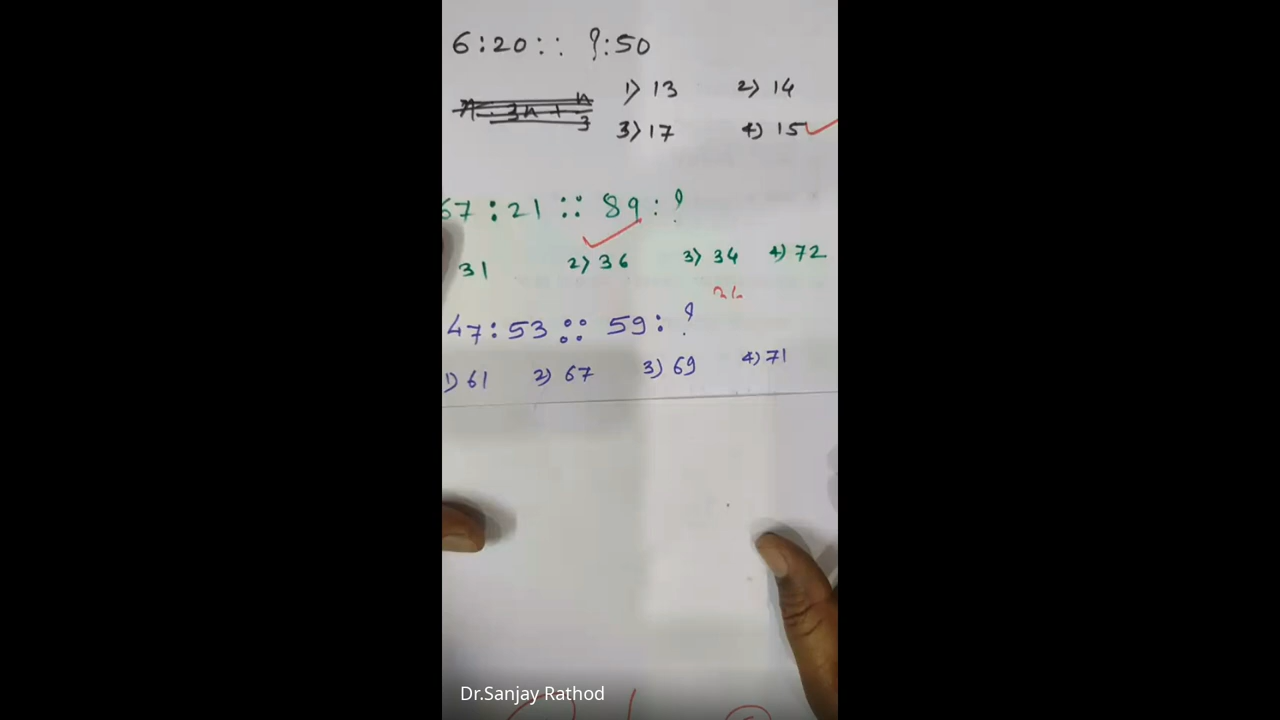 6:20:: ?:50
1) 13 2) 14
3) 17 4) 15
67:21 :: 89:?
31 2) 36 3) 34 4) 72
47:53 :: 59:?
1) 61 2) 67 3) 69 4) 71
Dr.Sanjay Rathod